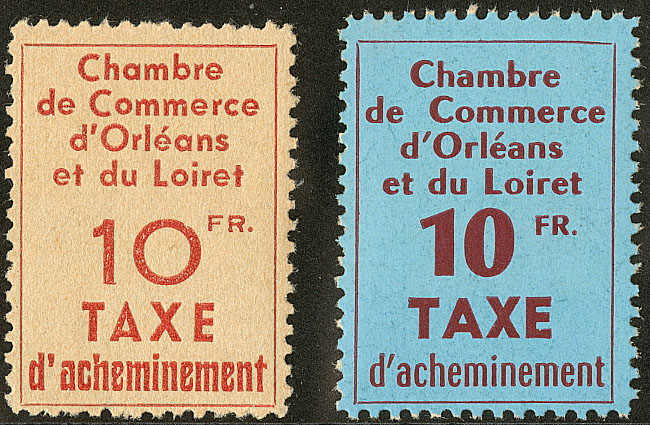 Chambre
de Commerce
d'Orléans
et du Loiret
10 FR.
TAXE
d'acheminement
Chambre
de Commerce
d'Orléans
et du Loiret
10 FR.
TAXE
d'acheminement